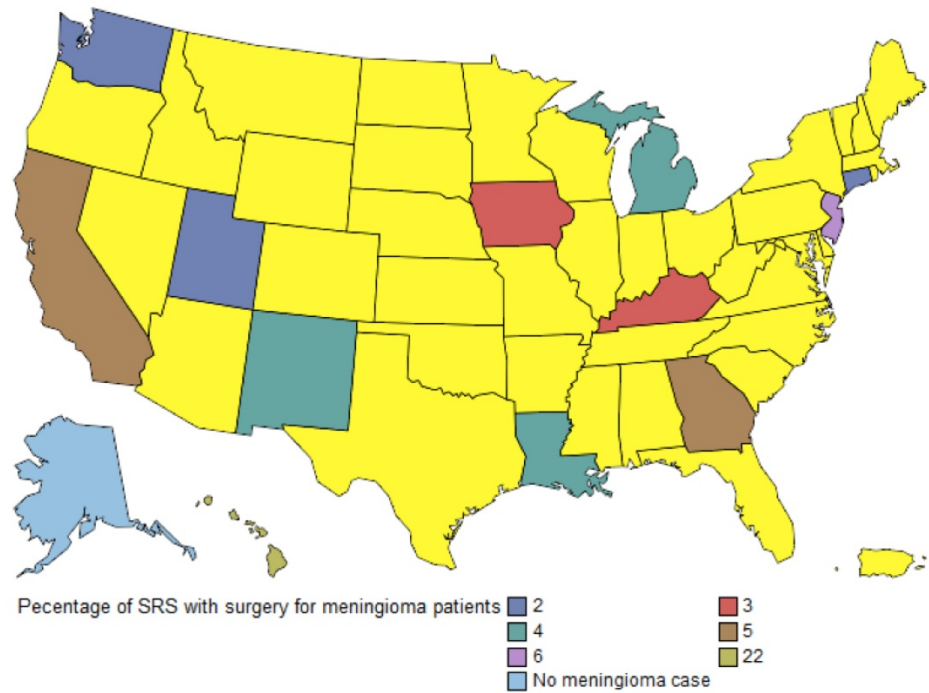 Pecentage of SRS with surgery for meningioma patients 2 3
4 5
6 22
No meningioma case